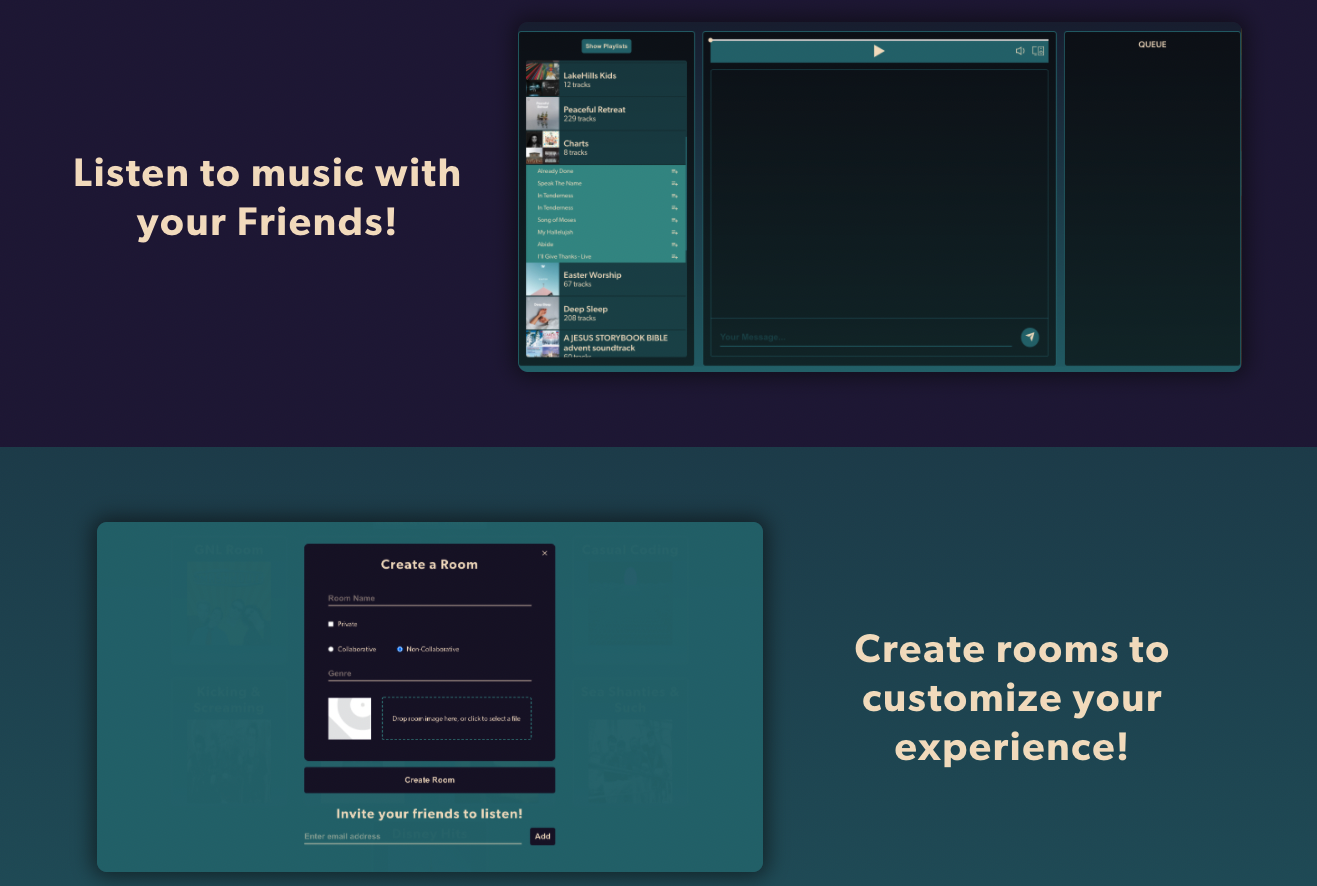 Listen to music with
your Friends!
Show Playlists
LakeHills Kids
12 tracks
Peaceful Retreat
229 tracks
Charts
8 tracks
Already Done
Speak The Name
In Tenderness
In Tenderness
Song of Moses
My Hallelujah
Abide
I'll Give Thanks - Live
Easter Worship
67 tracks
Deep Sleep
208 tracks
A JESUS STORYBOOK BIBLE
advent soundtrack
60 tracks
Your Message...
QUEUE
Create a Room
Room Name
Private
Collaborative
Non-Collaborative
Genre
Drop room image here, or click to select a file
Create Room
Invite your friends to listen!
Enter email address
Add
Create rooms to
customize your
experience!